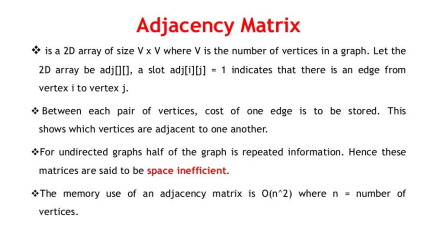 Adjacency Matrix
❖ is a 2D array of size V x V where V is the number of vertices in a graph. Let the
2D array be adj[][], a slot adj[i][j] = 1 indicates that there is an edge from
vertex i to vertex j.
❖ Between each pair of vertices, cost of one edge is to be stored. This
shows which vertices are adjacent to one another.
❖For undirected graphs half of the graph is repeated information. Hence these
matrices are said to be space inefficient.
❖The memory use of an adjacency matrix is O(n^2) where n = number of
vertices.